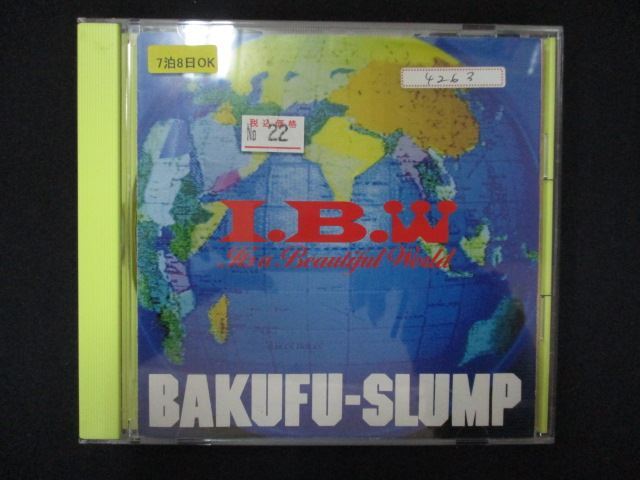 7泊8日OK
4263
税込価格
No 22
I.B.W
It's a Beautiful World
BAKUFU-SLUMP